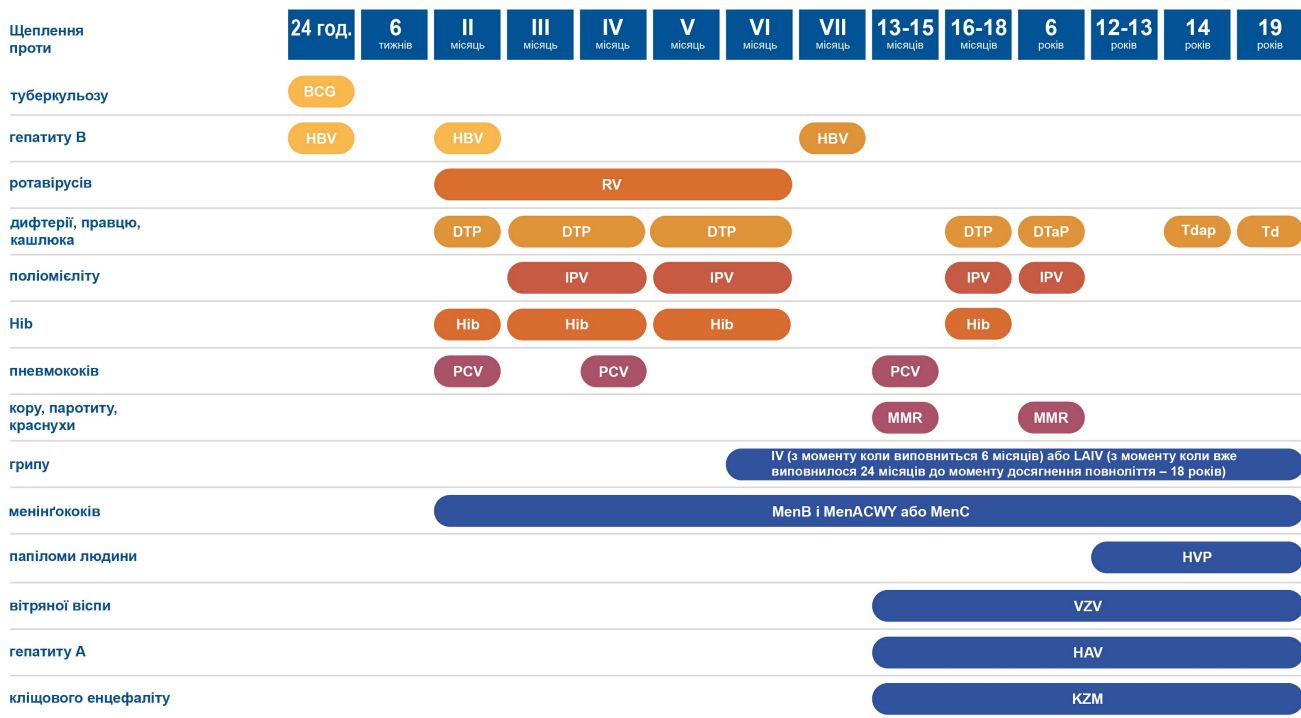 Щеплення
проти
24 год.
6
тижнів
II
місяць
III
місяць
IV
місяць
V
місяць
VI
місяць
VII
місяць
13-15
місяців
16-18
місяців
6
років
12-13
років
14
років
19
років
туберкульозу
BCG
гепатиту B
HBV
HBV
HBV
ротавірусів
RV
дифтерії, правцю,
кашлюка
DTP
DTP
DTP
DTP
DTaP
Tdap
Td
поліомієліту
IPV
IPV
IPV
IPV
Hib
Hib
Hib
Hib
Hib
пневмококів
PCV
PCV
PCV
кору, паротиту,
краснухи
MMR
MMR
грипу
IV (з моменту коли виповниться 6 місяців) або LAIV (з моменту коли вже
виповнилося 24 місяців до моменту досягнення повноліття – 18 років)
менінґококів
MenB і MenACWY або MenC
папіломи людини
HVP
вітряної віспи
VZV
гепатиту А
HAV
кліщового енцефаліту
KZM